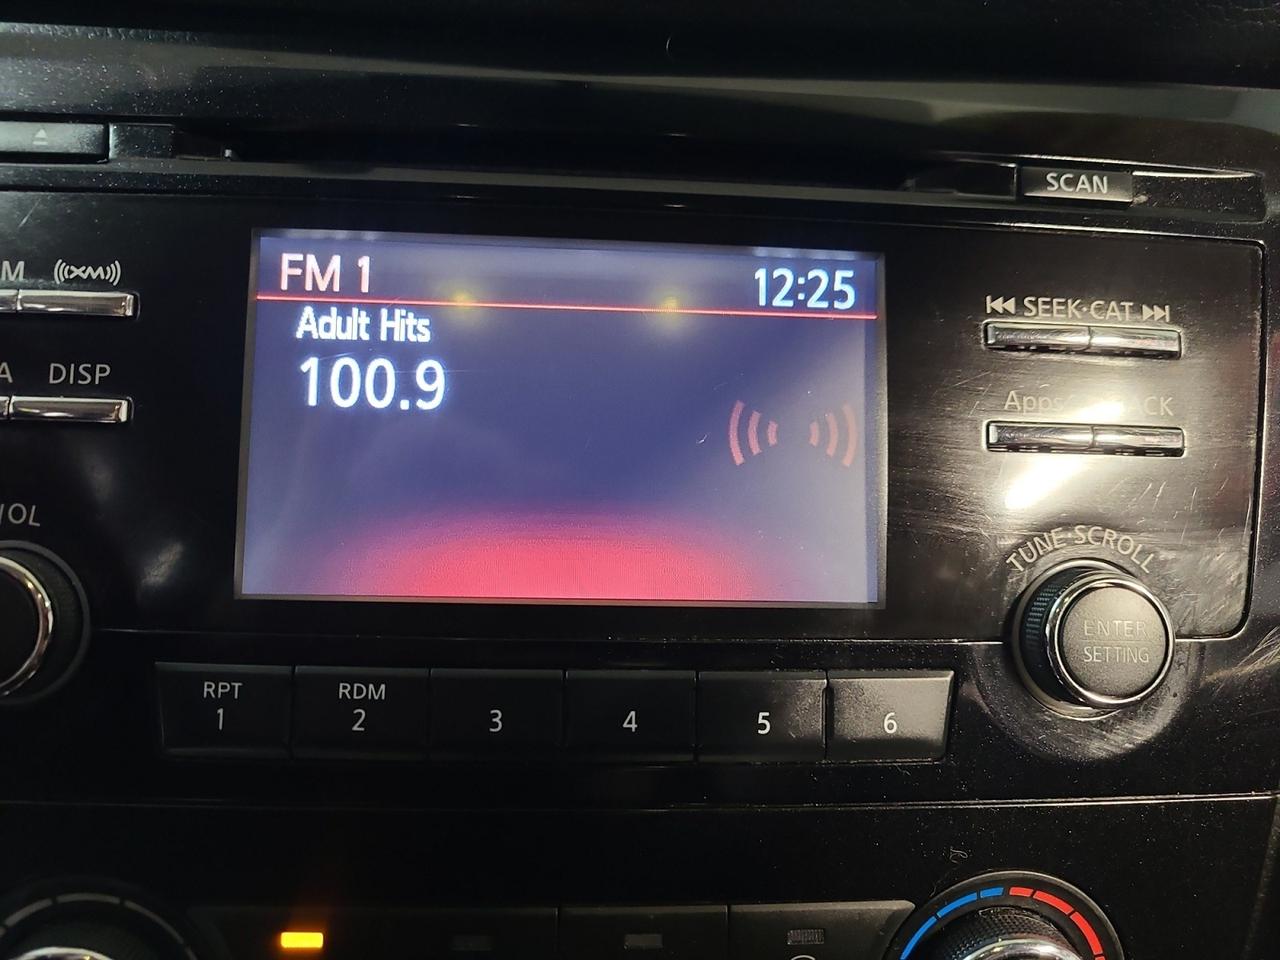 SCAN
M (((XM)))
FM 1
12:25
SEEK·CAT
Adult Hits
100.9
DISP
Apps
TUNE·SCROLL
ENTER
SETTING
RPT
1
RDM
2
3
4
5
6